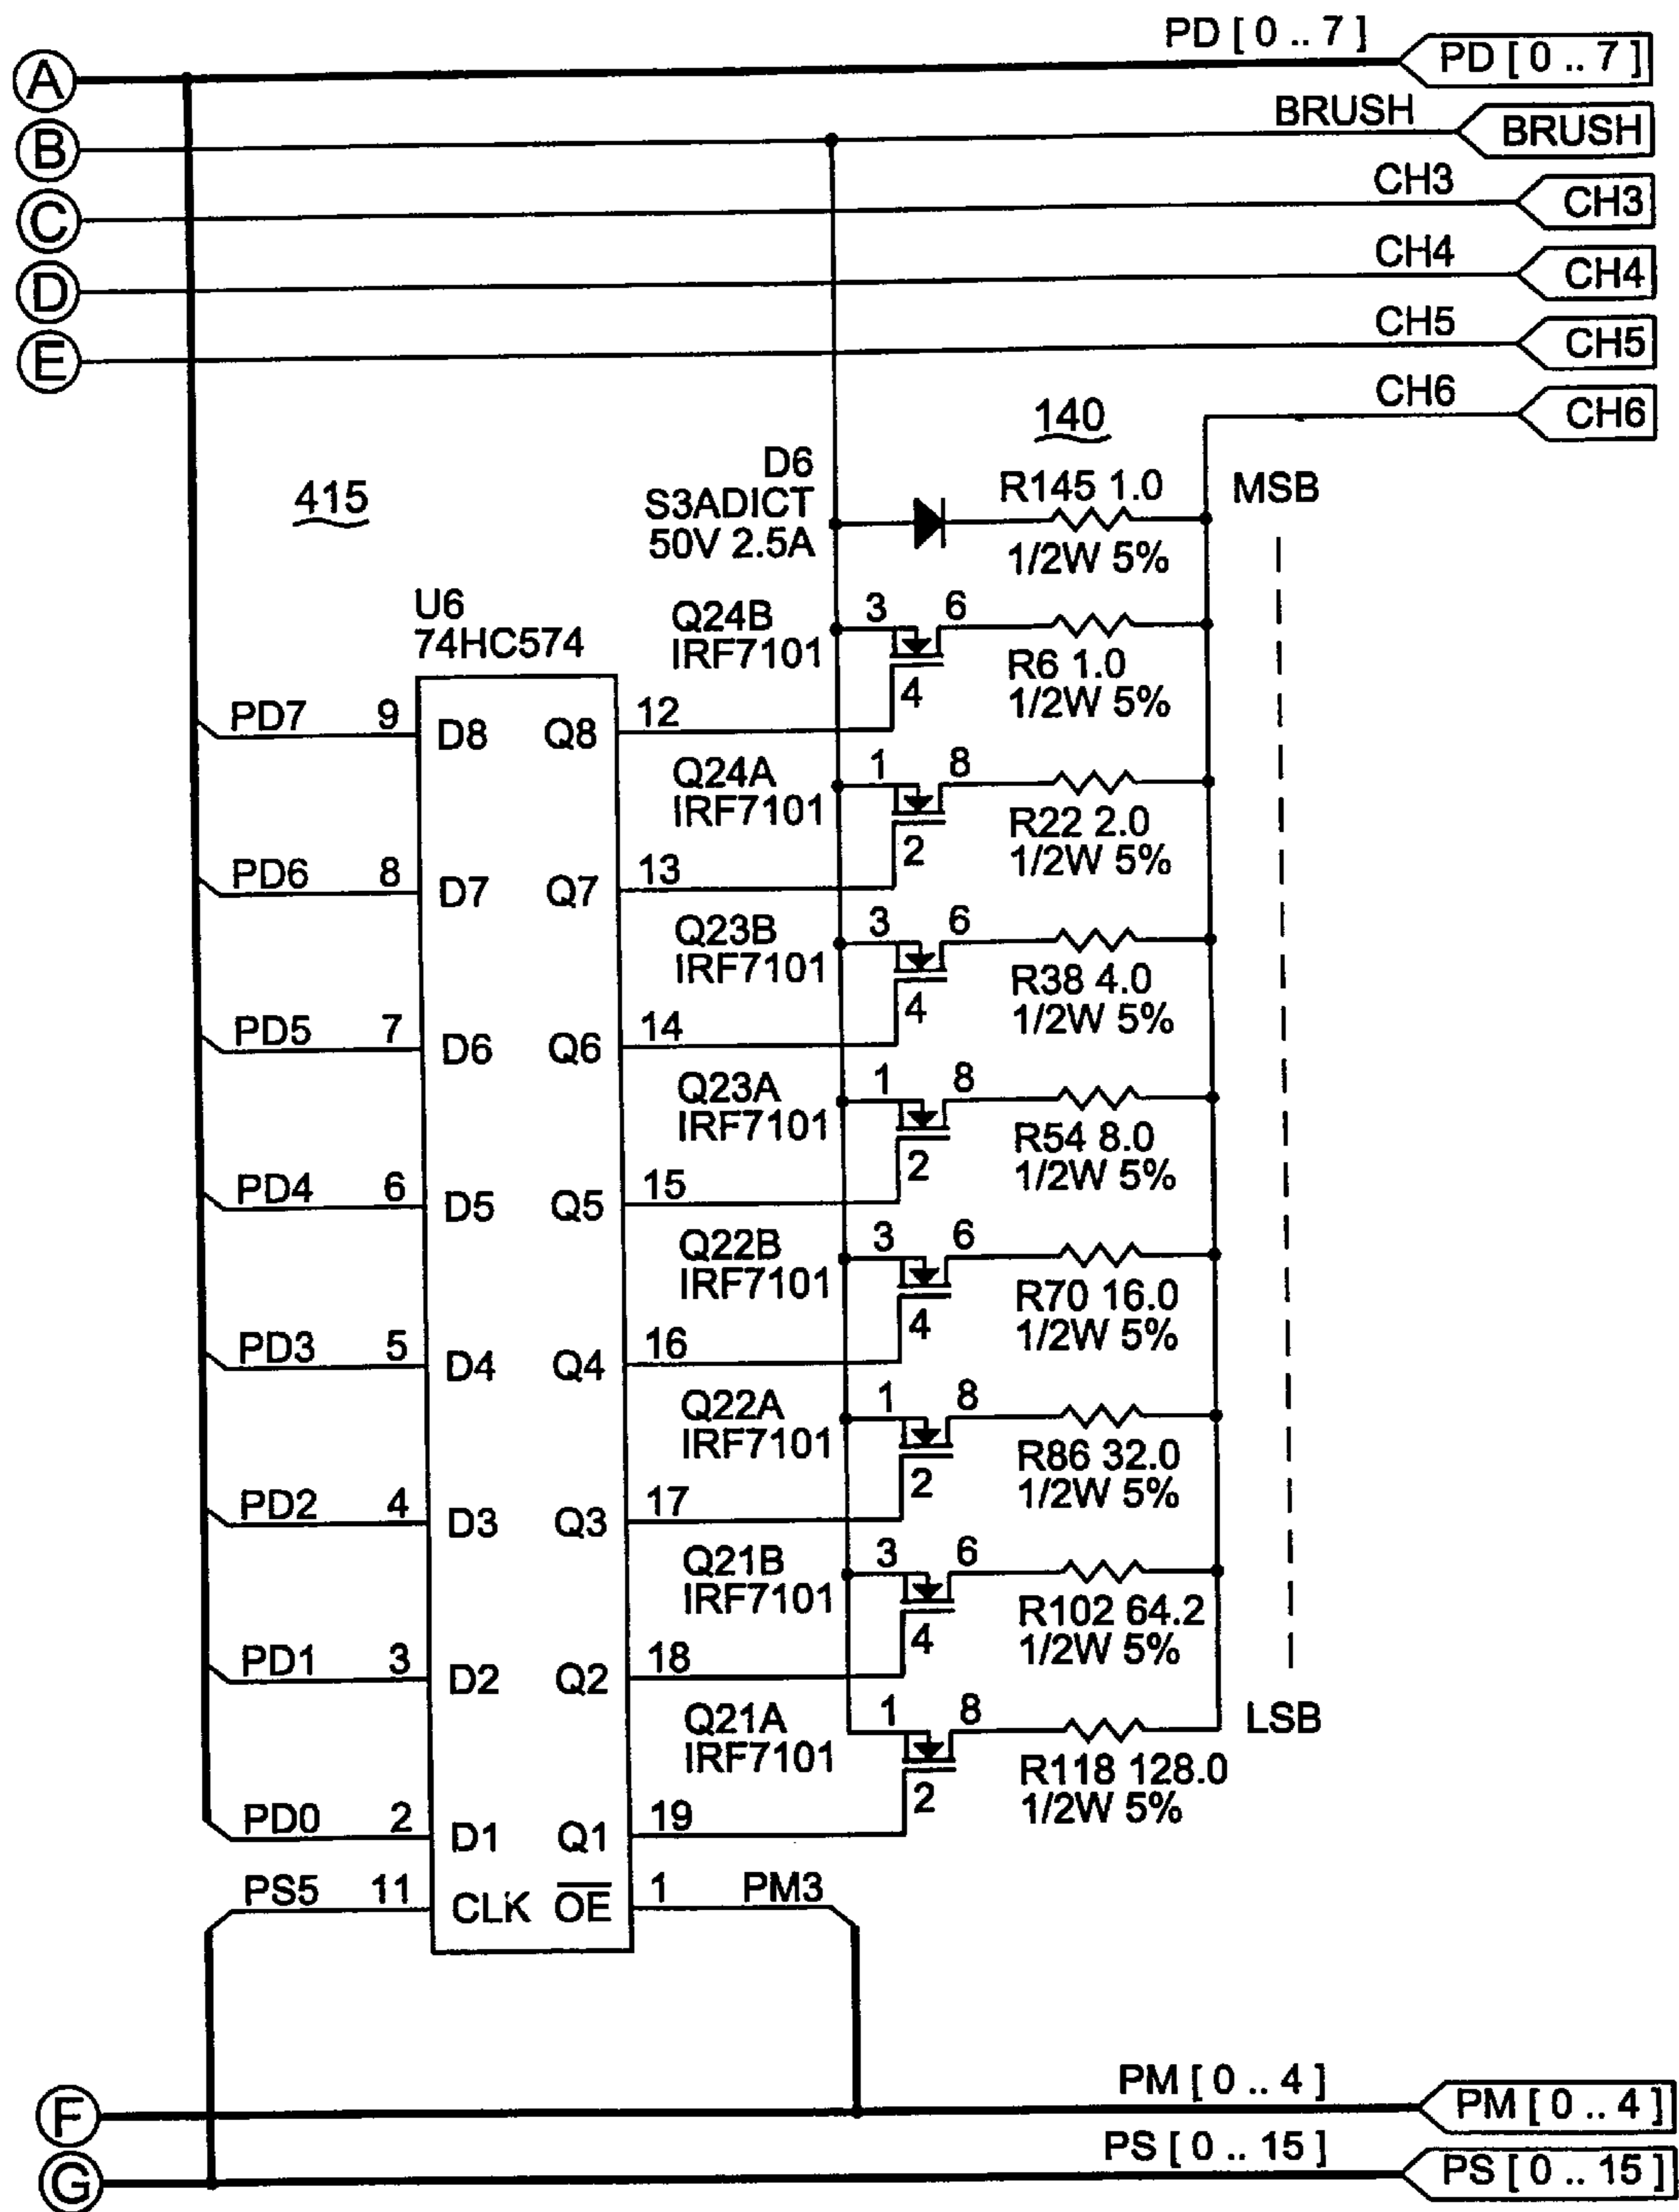 PD [ 0 .. 7 ]
A PD [ 0 .. 7 ]
BRUSH
B BRUSH
CH3
C CH3
CH4
D CH4
CH5
E CH5
CH6
140 CH6
D6
S3ADICT
50V 2.5A
R145 1.0
1/2W 5%
MSB
415
U6
74HC574
Q24B
IRF7101
3 6
4
R6 1.0
1/2W 5%
PD7 9 D8 Q8 12
Q24A
IRF7101
1 8
2
R22 2.0
1/2W 5%
PD6 8 D7 Q7 13
Q23B
IRF7101
3 6
4
R38 4.0
1/2W 5%
PD5 7 D6 Q6 14
Q23A
IRF7101
1 8
2
R54 8.0
1/2W 5%
PD4 6 D5 Q5 15
Q22B
IRF7101
3 6
4
R70 16.0
1/2W 5%
PD3 5 D4 Q4 16
Q22A
IRF7101
1 8
2
R86 32.0
1/2W 5%
PD2 4 D3 Q3 17
Q21B
IRF7101
3 6
4
R102 64.2
1/2W 5%
PD1 3 D2 Q2 18
Q21A
IRF7101
1 8
2
LSB
R118 128.0
1/2W 5%
PD0 2 D1 Q1 19
PS5 11 CLK OE 1 PM3
PM [ 0 .. 4 ]
F PM [ 0 .. 4 ]
PS [ 0 .. 15 ]
G PS [ 0 .. 15 ]